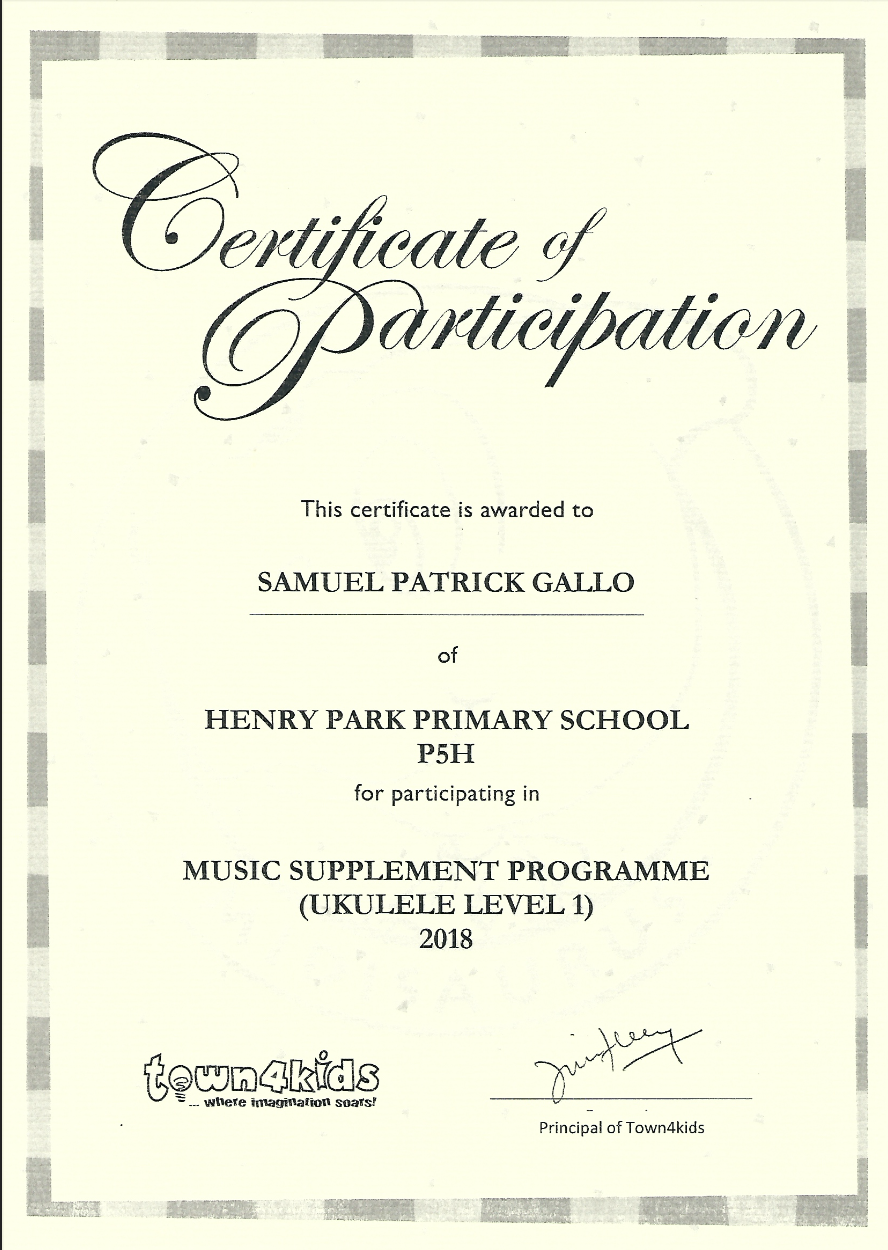 Certificate of
Participation
This certificate is awarded to
SAMUEL PATRICK GALLO
of
HENRY PARK PRIMARY SCHOOL
P5H
for participating in
MUSIC SUPPLEMENT PROGRAMME
(UKULELE LEVEL 1)
2018
town4kids
... where imagination soars!
Principal of Town4kids